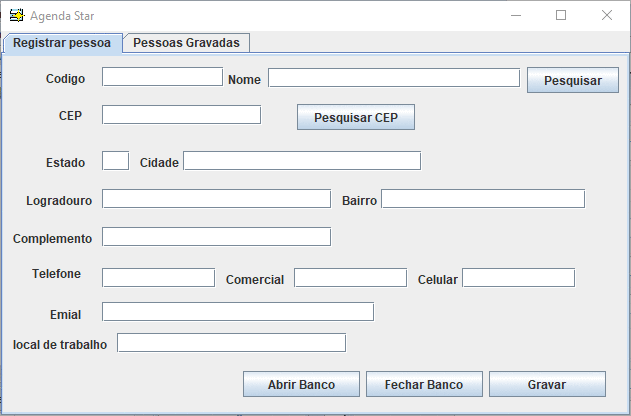 Agenda Star
Registrar pessoa Pessoas Gravadas
Codigo Nome Pesquisar
CEP Pesquisar CEP
Estado Cidade
Logradouro Bairro
Complemento
Telefone Comercial Celular
Emial
local de trabalho
Abrir Banco Fechar Banco Gravar